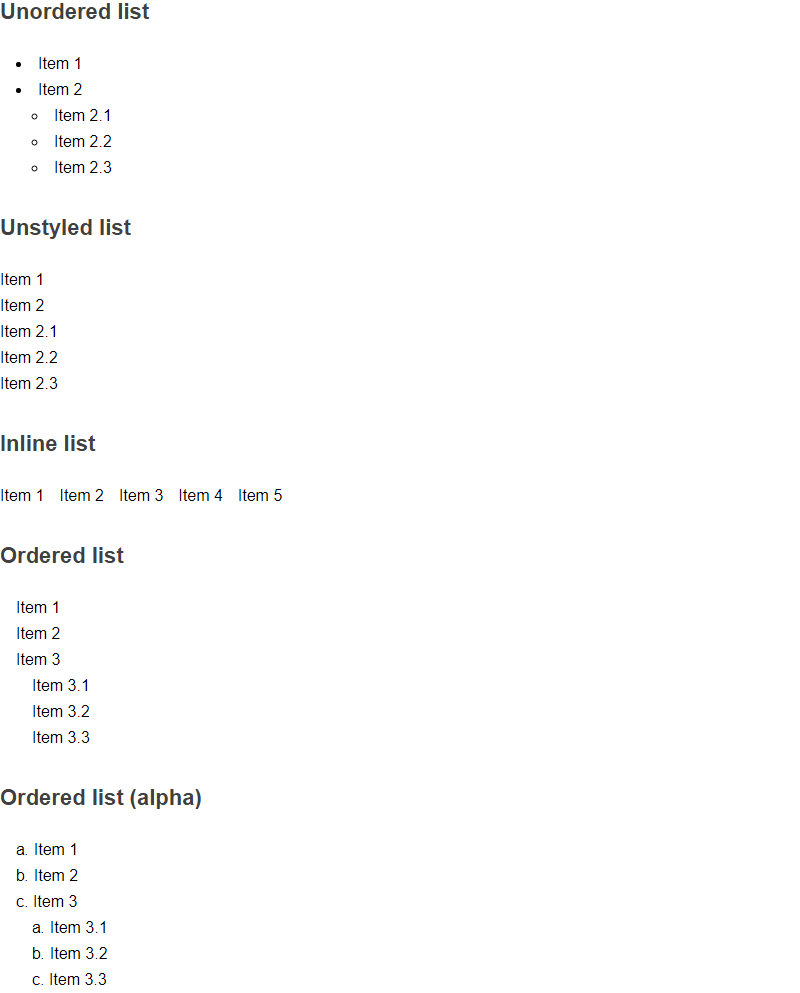 Unordered list
• Item 1
• Item 2
◦ Item 2.1
◦ Item 2.2
◦ Item 2.3
Unstyled list
Item 1
Item 2
Item 2.1
Item 2.2
Item 2.3
Inline list
Item 1 Item 2 Item 3 Item 4 Item 5
Ordered list
Item 1
Item 2
Item 3
Item 3.1
Item 3.2
Item 3.3
Ordered list (alpha)
a. Item 1
b. Item 2
c. Item 3
a. Item 3.1
b. Item 3.2
c. Item 3.3